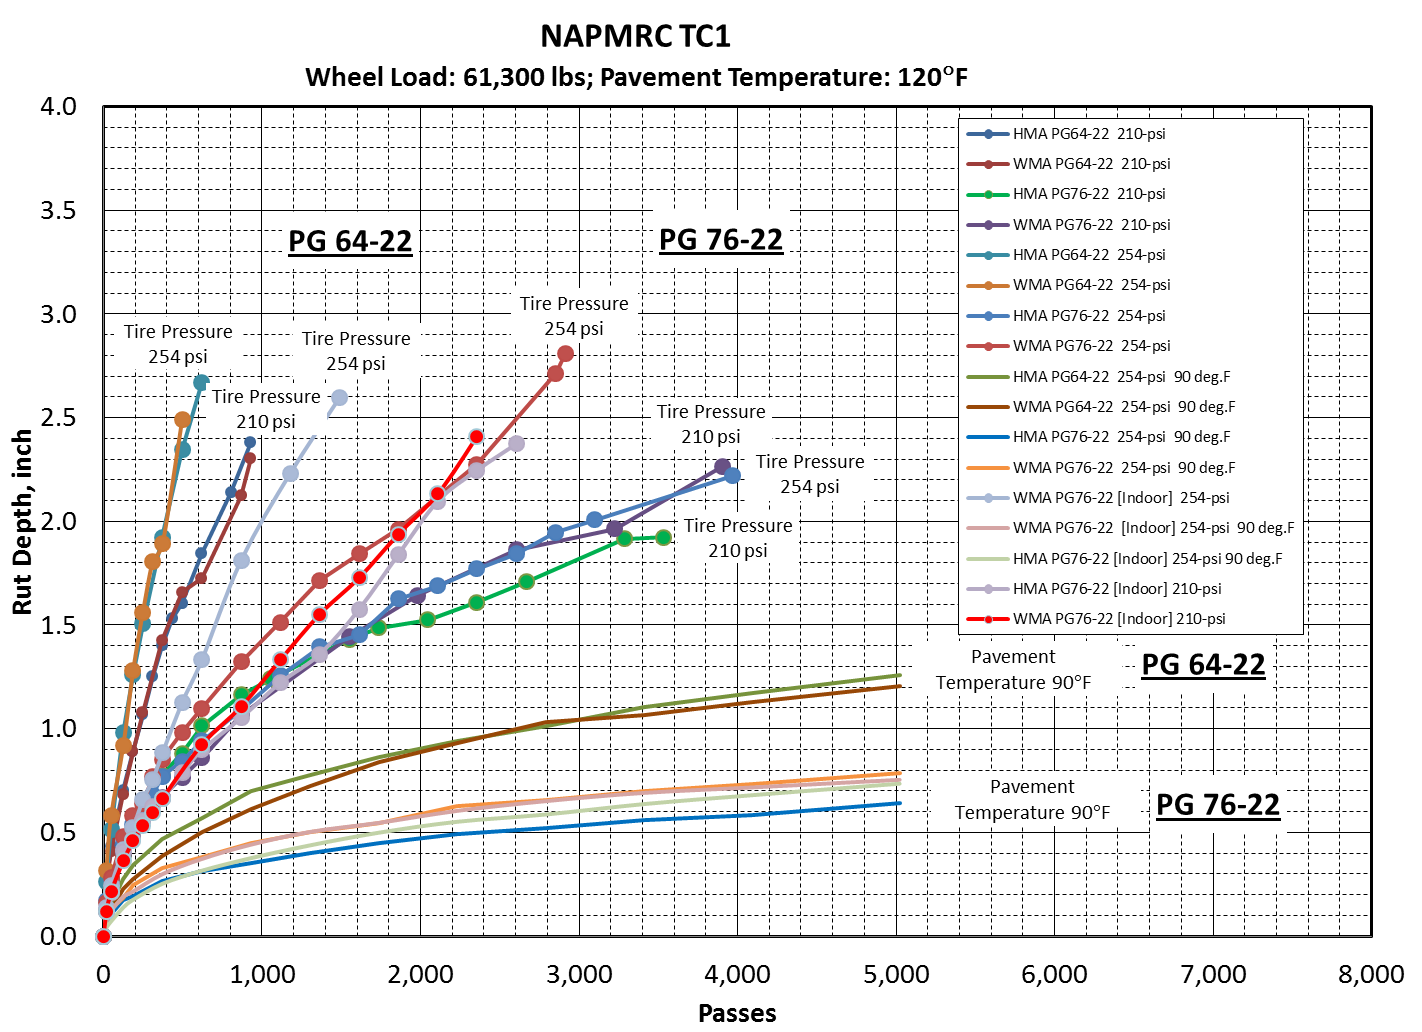 NAPMRC TC1
Wheel Load: 61,300 lbs; Pavement Temperature: 120°F
4.0
3.5
3.0
2.5
2.0
1.5
1.0
0.5
0.0
Rut Depth, inch
PG 64-22
PG 76-22
Tire Pressure
254 psi
Tire Pressure
254 psi
Tire Pressure
254 psi
Tire Pressure
210 psi
Tire Pressure
210 psi
Tire Pressure
254 psi
Tire Pressure
210 psi
HMA PG64-22 210-psi
WMA PG64-22 210-psi
HMA PG76-22 210-psi
WMA PG76-22 210-psi
HMA PG64-22 254-psi
WMA PG64-22 254-psi
HMA PG76-22 254-psi
WMA PG76-22 254-psi
HMA PG64-22 254-psi 90 deg.F
WMA PG64-22 254-psi 90 deg.F
HMA PG76-22 254-psi 90 deg.F
WMA PG76-22 254-psi 90 deg.F
WMA PG76-22 [Indoor] 254-psi
WMA PG76-22 [Indoor] 254-psi 90 deg.F
HMA PG76-22 [Indoor] 254-psi 90 deg.F
HMA PG76-22 [Indoor] 210-psi
WMA PG76-22 [Indoor] 210-psi
Pavement
Temperature 90°F
PG 64-22
Pavement
Temperature 90°F
PG 76-22
0 1,000 2,000 3,000 4,000 5,000 6,000 7,000 8,000
Passes